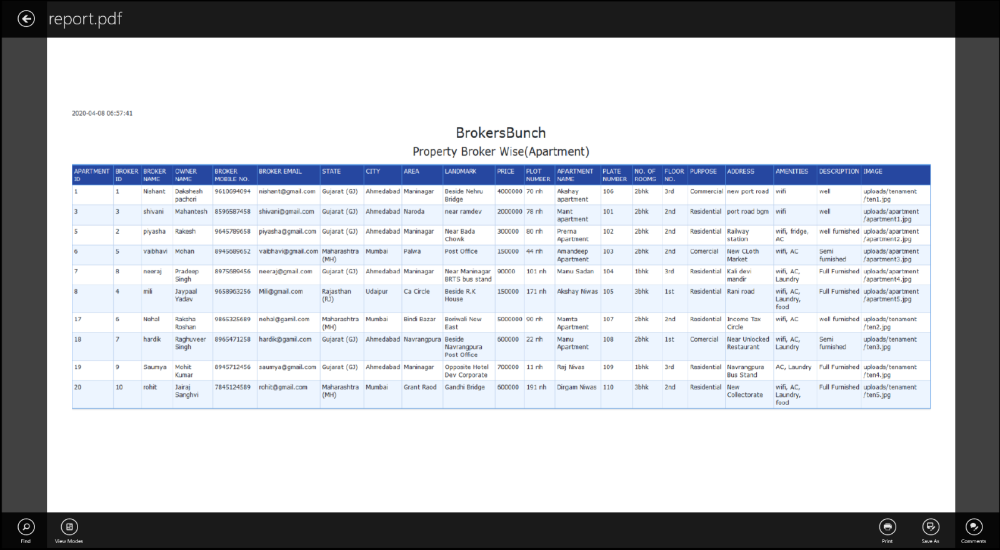 report.pdf
2020-04-08 06:57:41
BrokersBunch
Property Broker Wise(Apartment)
APARTMENT ID BROKER ID BROKER NAME OWNER NAME BROKER MOBILE NO. BROKER EMAIL STATE CITY AREA LANDMARK PRICE PLOT NUMBER APARTMENT NAME PLATE NUMBER NO. OF ROOMS FLOOR NO. PURPOSE ADDRESS AMENITIES DESCRIPTION IMAGE
1 1 Nishant Dakshesh pachori 9610694094 nishant@gmail.com Gujarat (GJ) Ahmedabad Maninagar Beside Nehru Bridge 4000000 70 nh Akshay apartment 106 2bhk 3rd Commercial new port road wifi well uploads/tenament /ten1.jpg
3 3 shivani Mahantesh 8596587458 shivani@gmail.com Gujarat (GJ) Ahmedabad Naroda near ramdev 2000000 78 nh Mant apartment 101 2bhk 2nd Residential port road bgm wifi well uploads/apartment /apartment1.jpg
5 2 piyasha Rakesh 9645789658 piyasha@gmail.com Gujarat (GJ) Ahmedabad Maninagar Near Bada Chowk 300000 80 nh Prerna Apartment 102 2bhk 2nd Residential Railway station wifi, fridge, AC well furnished uploads/apartment /apartment2.jpg
6 5 vaibhavi Mohan 8945689652 vaibhavi@gmail.com Maharashtra (MH) Mumbai Palwa Post Office 150000 44 nh Amandeep Apartment 103 2bhk 2nd Comercial New CLoth Market wifi, AC Semi furnished uploads/apartment /apartment3.jpg
7 8 neeraj Pradeep Singh 8975689456 neeraj@gmail.com Gujarat (GJ) Ahmedabad Maninagar Near Maninagar BRTS bus stand 90000 101 nh Manu Sadan 104 1bhk 3rd Residential Kali devi mandir wifi, AC, Laundry Full Furnished uploads/apartment /apartment4.jpg
8 4 mili Jaypaal Yadav 9658963256 Mili@gmail.com Rajasthan (RJ) Udaipur Ca Circle Beside R.K House 150000 171 nh Akshay Niwas 105 3bhk 1st Residential Rani road wifi, AC, Laundry, food Full Furnished uploads/apartment /apartment5.jpg
17 6 Nehal Raksha Roshan 9865325689 nehal@gamil.com Maharashtra (MH) Mumbai Bindi Bazar Boriwali New East 5000000 90 nh Mamta Apartment 107 2bhk 2nd Residential Income Tax Circle wifi, AC well furnished uploads/tenament /ten2.jpg
18 7 hardik Raghuveer Singh 8965471258 hardik@gamil.com Gujarat (GJ) Ahmedabad Navrangpura Beside Navrangpura Post Office 600000 22 nh Manu Apartment 108 2bhk 1st Comercial Near Unlocked Restaurant wifi, AC, Laundry Semi furnished uploads/tenament /ten3.jpg
19 9 Saumya Mohit Kumar 8945712456 saumya@gmail.com Gujarat (GJ) Ahmedabad Maninagar Opposite Hotel Dev Corporate 700000 11 nh Raj Nivas 109 1bhk 3rd Residential Navrangpura Bus Stand AC, Laundry Full Furnished uploads/tenament /ten4.jpg
20 10 rohit Jairaj Sanghvi 7845124589 rohit@gmail.com Maharashtra (MH) Mumbai Grant Raod Gandhi Bridge 600000 191 nh Dirgam Niwas 110 3bhk 2nd Residential New Collectorate wifi, AC, Laundry, food Full Furnished uploads/tenament /ten5.jpg
Find View Modes Print Save As Comments